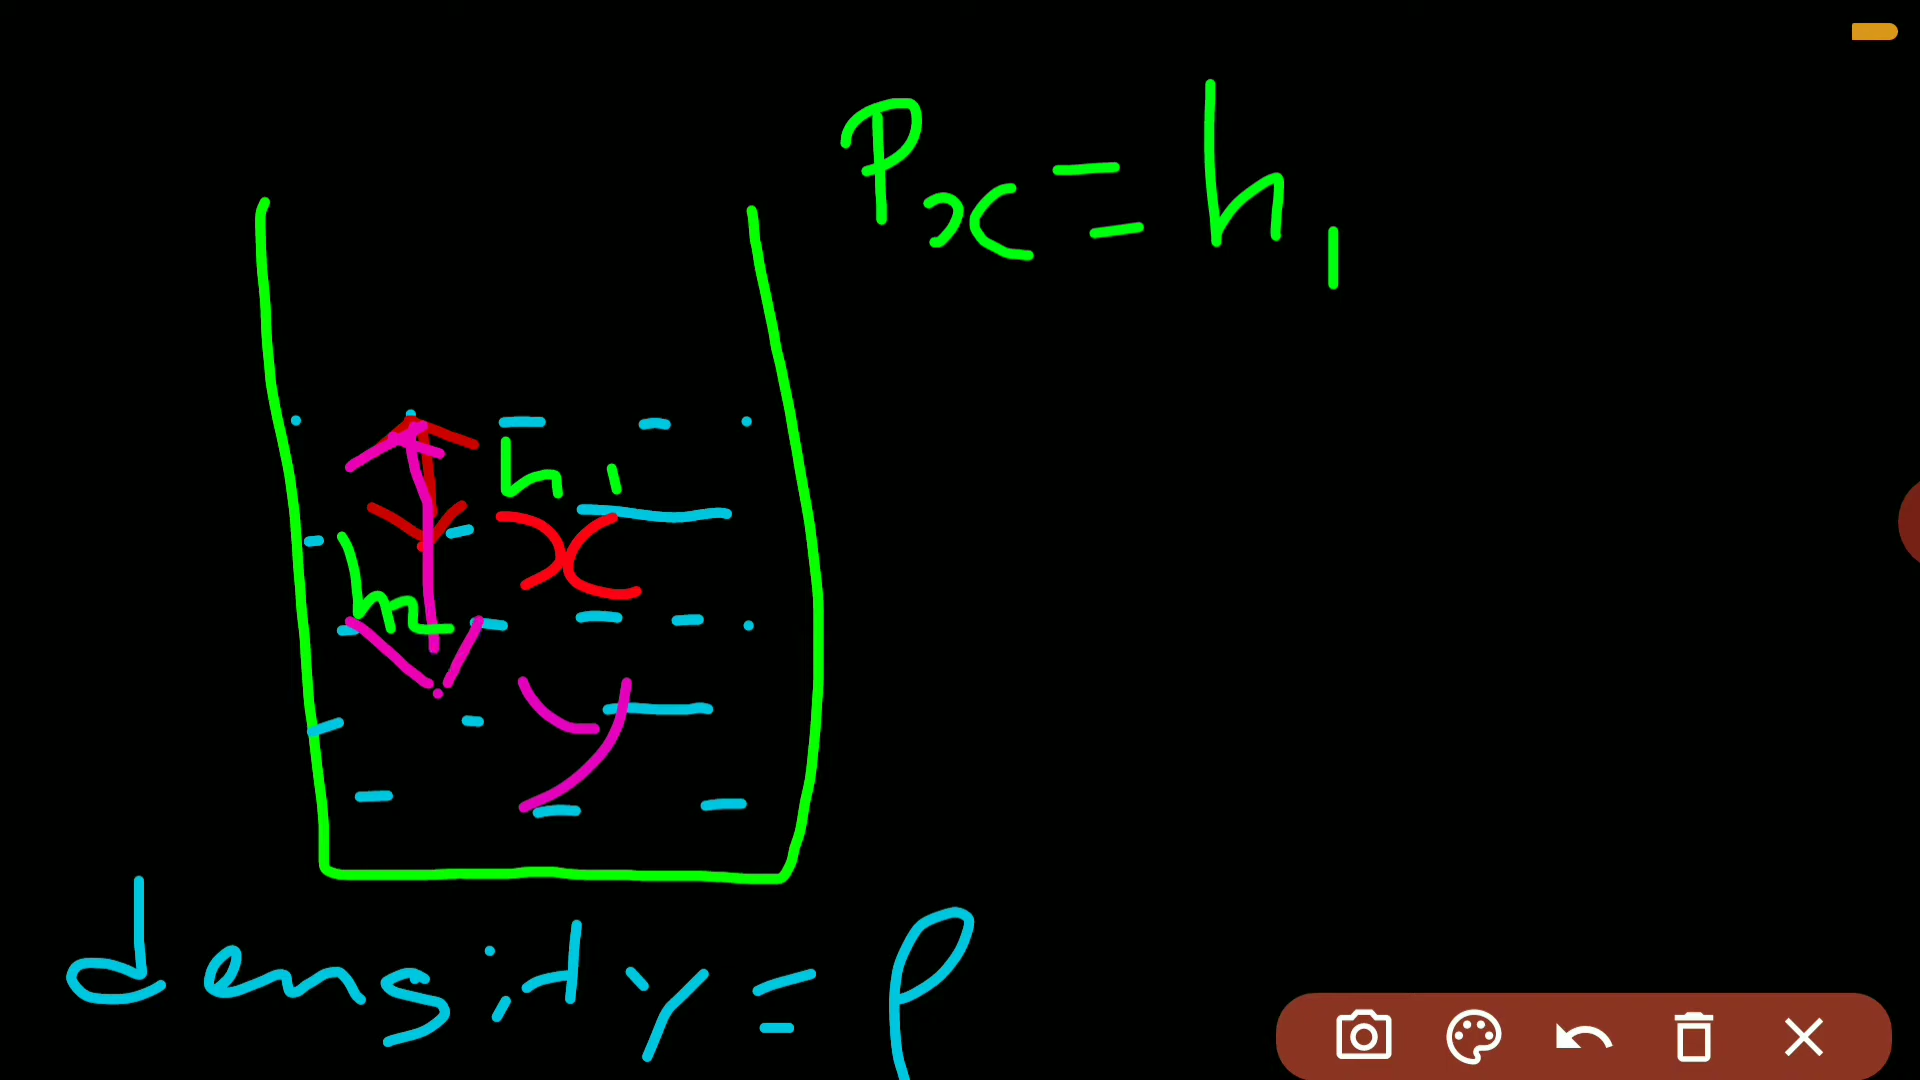 Px = h1
h1
x
h2
y
density = ρ